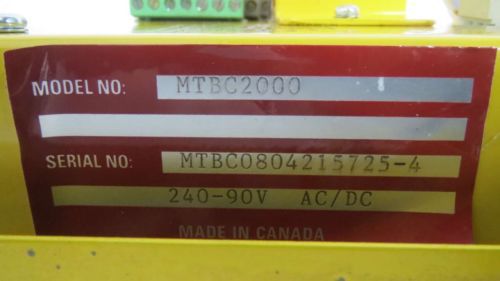 MODEL NO: MTBC2000
SERIAL NO: MTBC0804215725-4
240-90V AC/DC
MADE IN CANADA